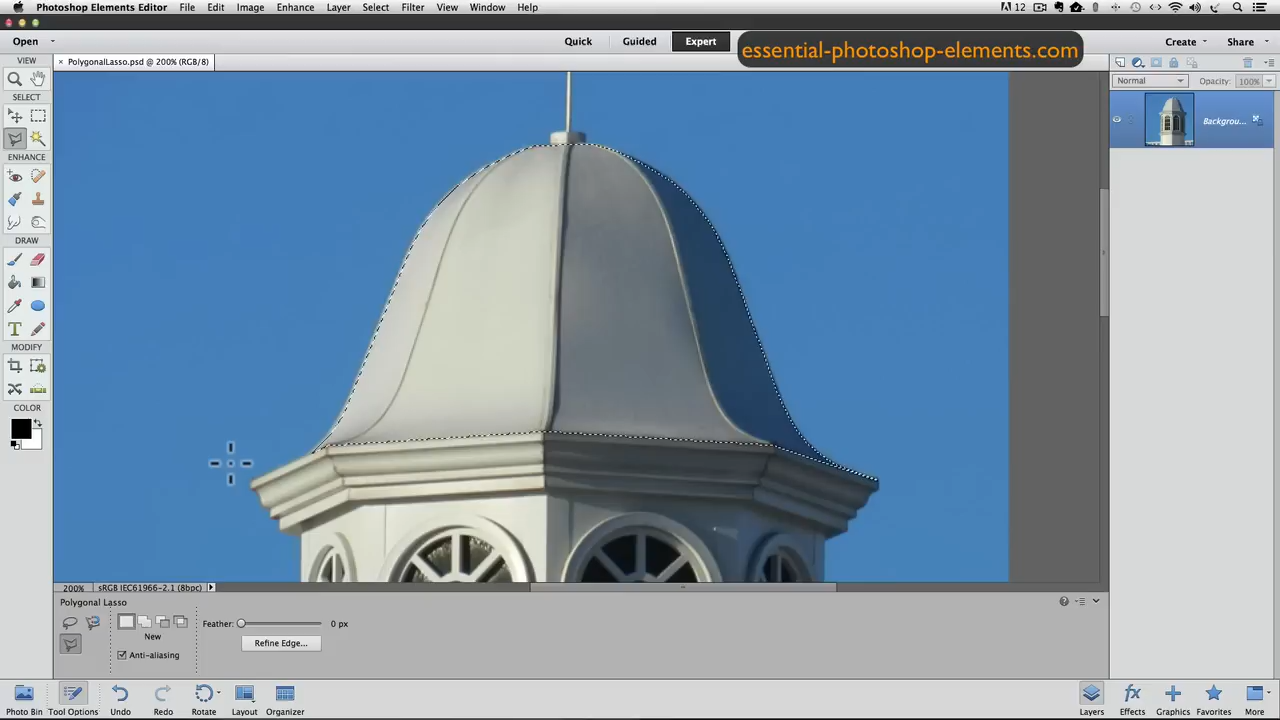 Photoshop Elements Editor File Edit Image Enhance Layer Select Filter View Window Help 12
Open Quick Guided Expert essential-photoshop-elements.com Create Share
VIEW PolygonalLasso.psd @ 200% (RGB/8)
Normal Opacity: 100%
SELECT
Backgrou...
ENHANCE
DRAW
T
MODIFY
COLOR
200% sRGB IEC61966-2.1 (8bpc)
Polygonal Lasso
Feather: 0 px
New
Refine Edge...
Anti-aliasing
Photo Bin Tool Options Undo Redo Rotate Layout Organizer Layers Effects Graphics Favorites More